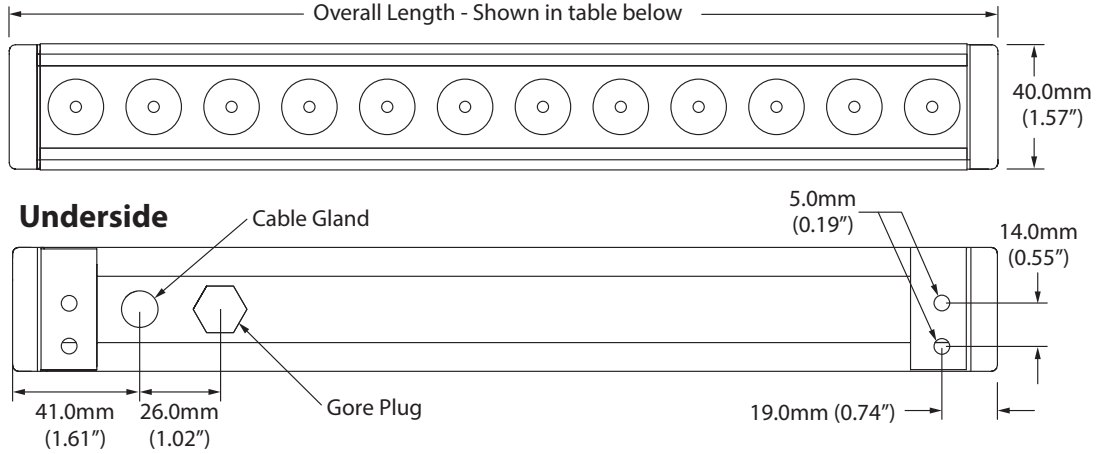 Overall Length - Shown in table below
40.0mm
(1.57”)
Underside
Cable Gland
5.0mm
(0.19”)
14.0mm
(0.55”)
41.0mm
(1.61”)
26.0mm
(1.02”)
Gore Plug
19.0mm (0.74”)